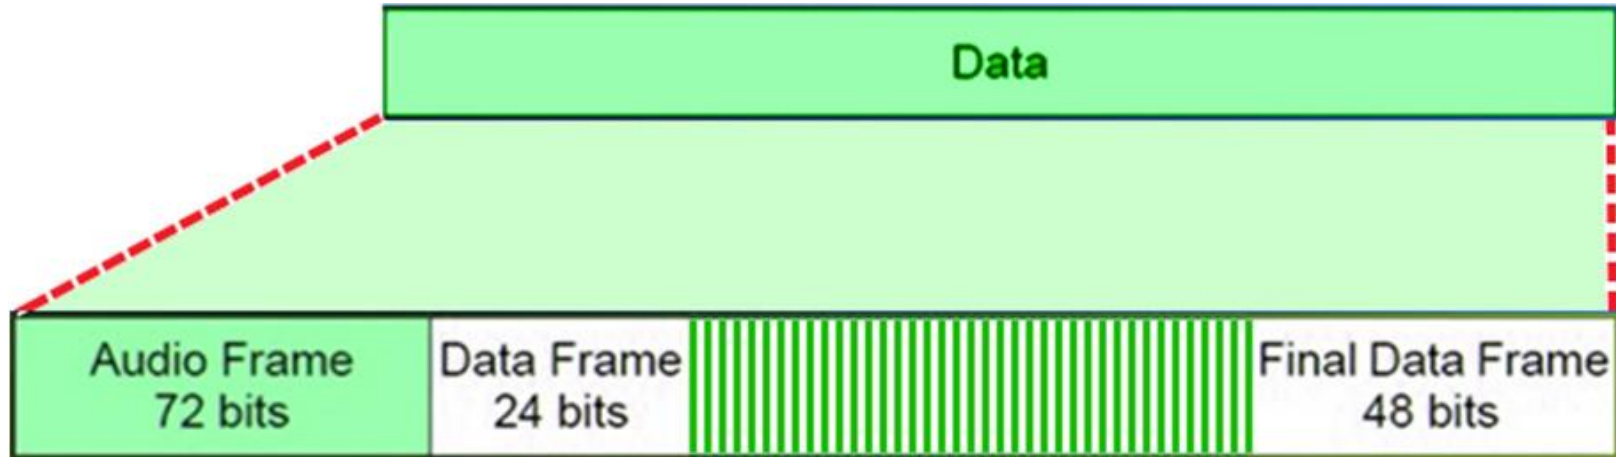 Data
Audio Frame
72 bits
Data Frame
24 bits
Final Data Frame
48 bits